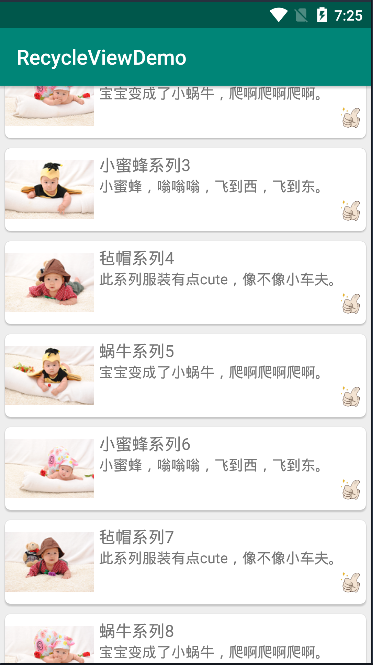 7:25
RecycleViewDemo
宝宝变成了小蜗牛，爬啊爬啊爬啊。
小蜜蜂系列3
小蜜蜂，嗡嗡嗡，飞到西，飞到东。
毡帽系列4
此系列服装有点cute，像不像小车夫。
蜗牛系列5
宝宝变成了小蜗牛，爬啊爬啊爬啊。
小蜜蜂系列6
小蜜蜂，嗡嗡嗡，飞到西，飞到东。
毡帽系列7
此系列服装有点cute，像不像小车夫。
蜗牛系列8
宝宝变成了小蜗牛，爬啊爬啊爬啊。